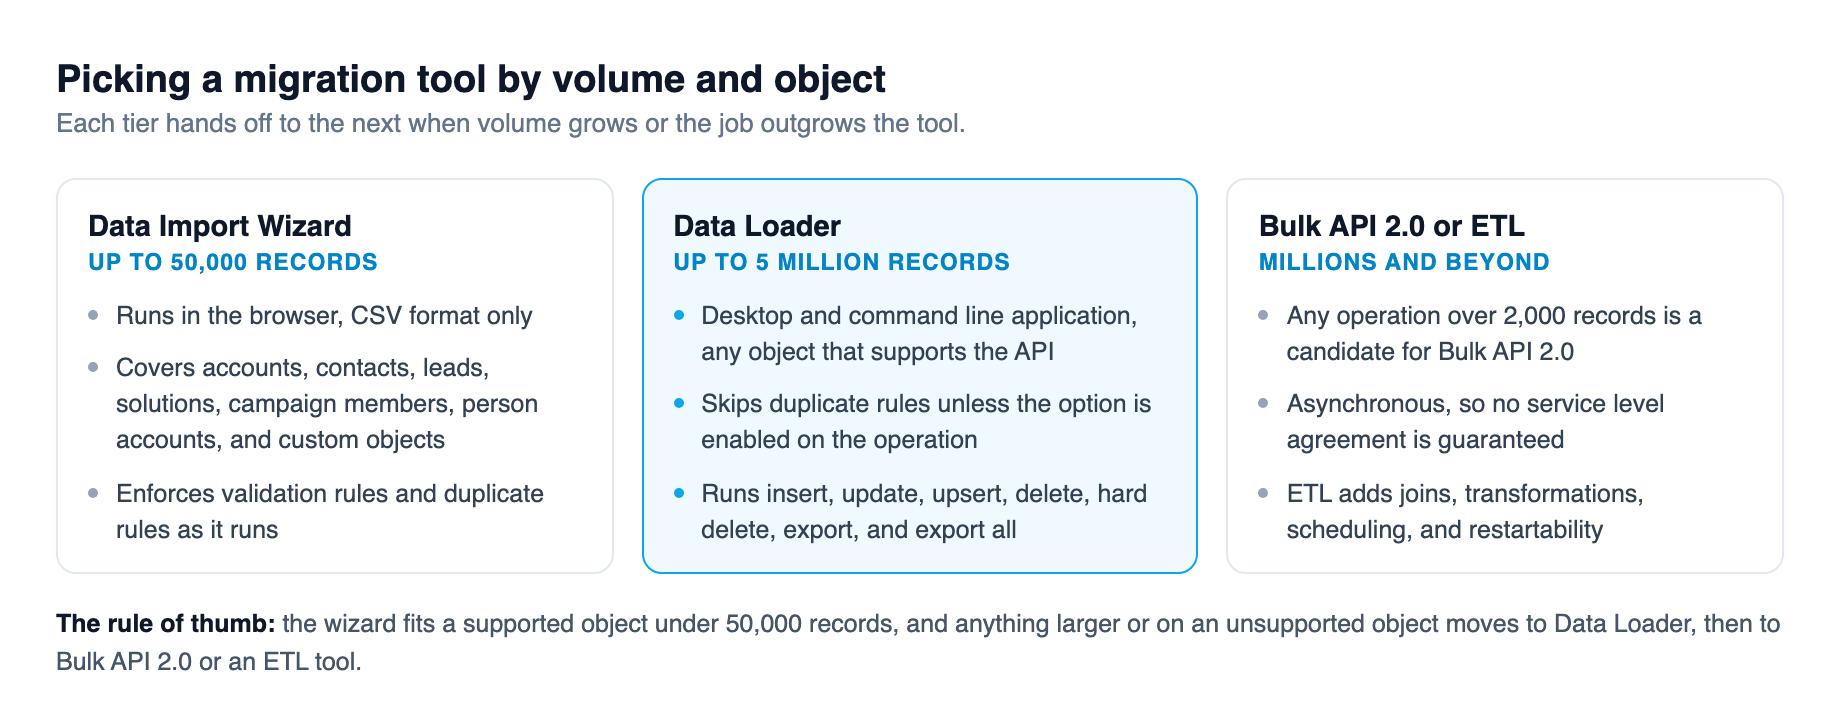 Picking a migration tool by volume and object
Each tier hands off to the next when volume grows or the job outgrows the tool.
Data Import Wizard
UP TO 50,000 RECORDS
Runs in the browser, CSV format only
Covers accounts, contacts, leads,
solutions, campaign members, person
accounts, and custom objects
Enforces validation rules and duplicate
rules as it runs
Data Loader
UP TO 5 MILLION RECORDS
Desktop and command line application,
any object that supports the API
Skips duplicate rules unless the option is
enabled on the operation
Runs insert, update, upsert, delete, hard
delete, export, and export all
Bulk API 2.0 or ETL
MILLIONS AND BEYOND
Any operation over 2,000 records is a
candidate for Bulk API 2.0
Asynchronous, so no service level
agreement is guaranteed
ETL adds joins, transformations,
scheduling, and restartability
The rule of thumb: the wizard fits a supported object under 50,000 records, and anything larger or on an unsupported object moves to Data Loader, then to
Bulk API 2.0 or an ETL tool.